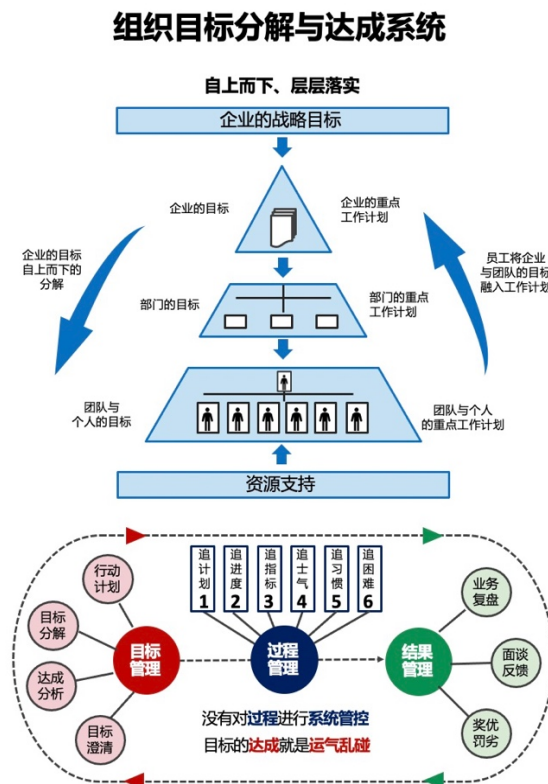 组织目标分解与达成系统
自上而下、层层落实
企业的战略目标
企业的目标
企业的重点
工作计划
企业的目标
自上而下的
分解
员工将企业
与团队的目标
融入工作计划
部门的目标
部门的重点
工作计划
团队与
个人的目标
团队与个人
的重点工作计划
资源支持
追计划1
追进度2
追指标3
追士气4
追习惯5
追困难6
行动
计划
目标
分解
达成
分析
目标
澄清
目标
管理
过程
管理
结果
管理
业务
复盘
面谈
反馈
奖优
罚劣
没有对过程进行系统管控
目标的达成就是运气乱碰